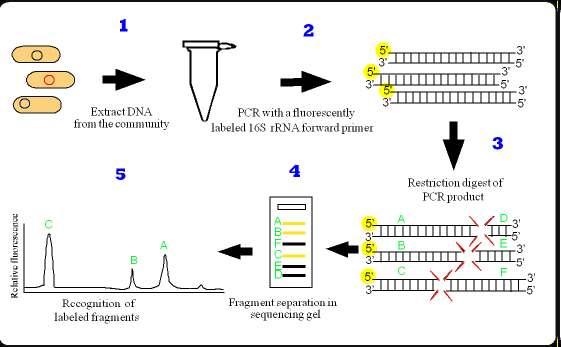 1
Extract DNA
from the community
2
PCR with a fluorescently
labeled 16S rRNA forward primer
5' 3'
3' 5'
5' 3'
3' 5'
5' 3'
3' 5'
3
Restriction digest of
PCR product
5' A D 3'
3' 5'
5' B E 3'
3' 5'
5' C F 3'
3' 5'
4
A
B
F
C
E
D
Fragment separation in
sequencing gel
5
Relative fluorescence
C
B
A
Recognition of
labeled fragments